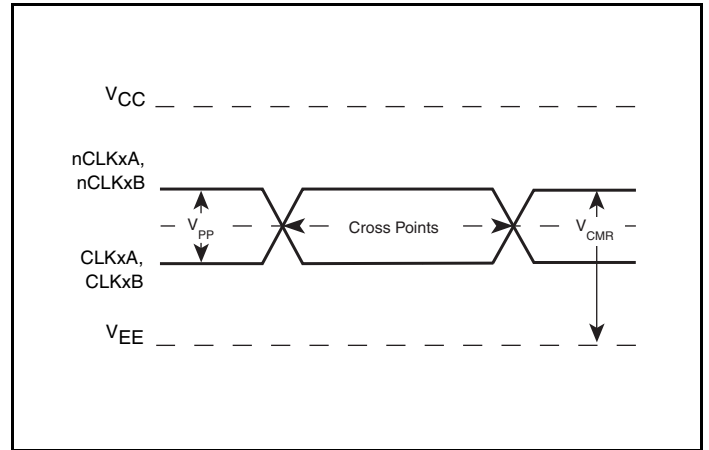 VCC
nCLKxA,
nCLKxB
VPP
Cross Points
VCMR
CLKxA,
CLKxB
VEE